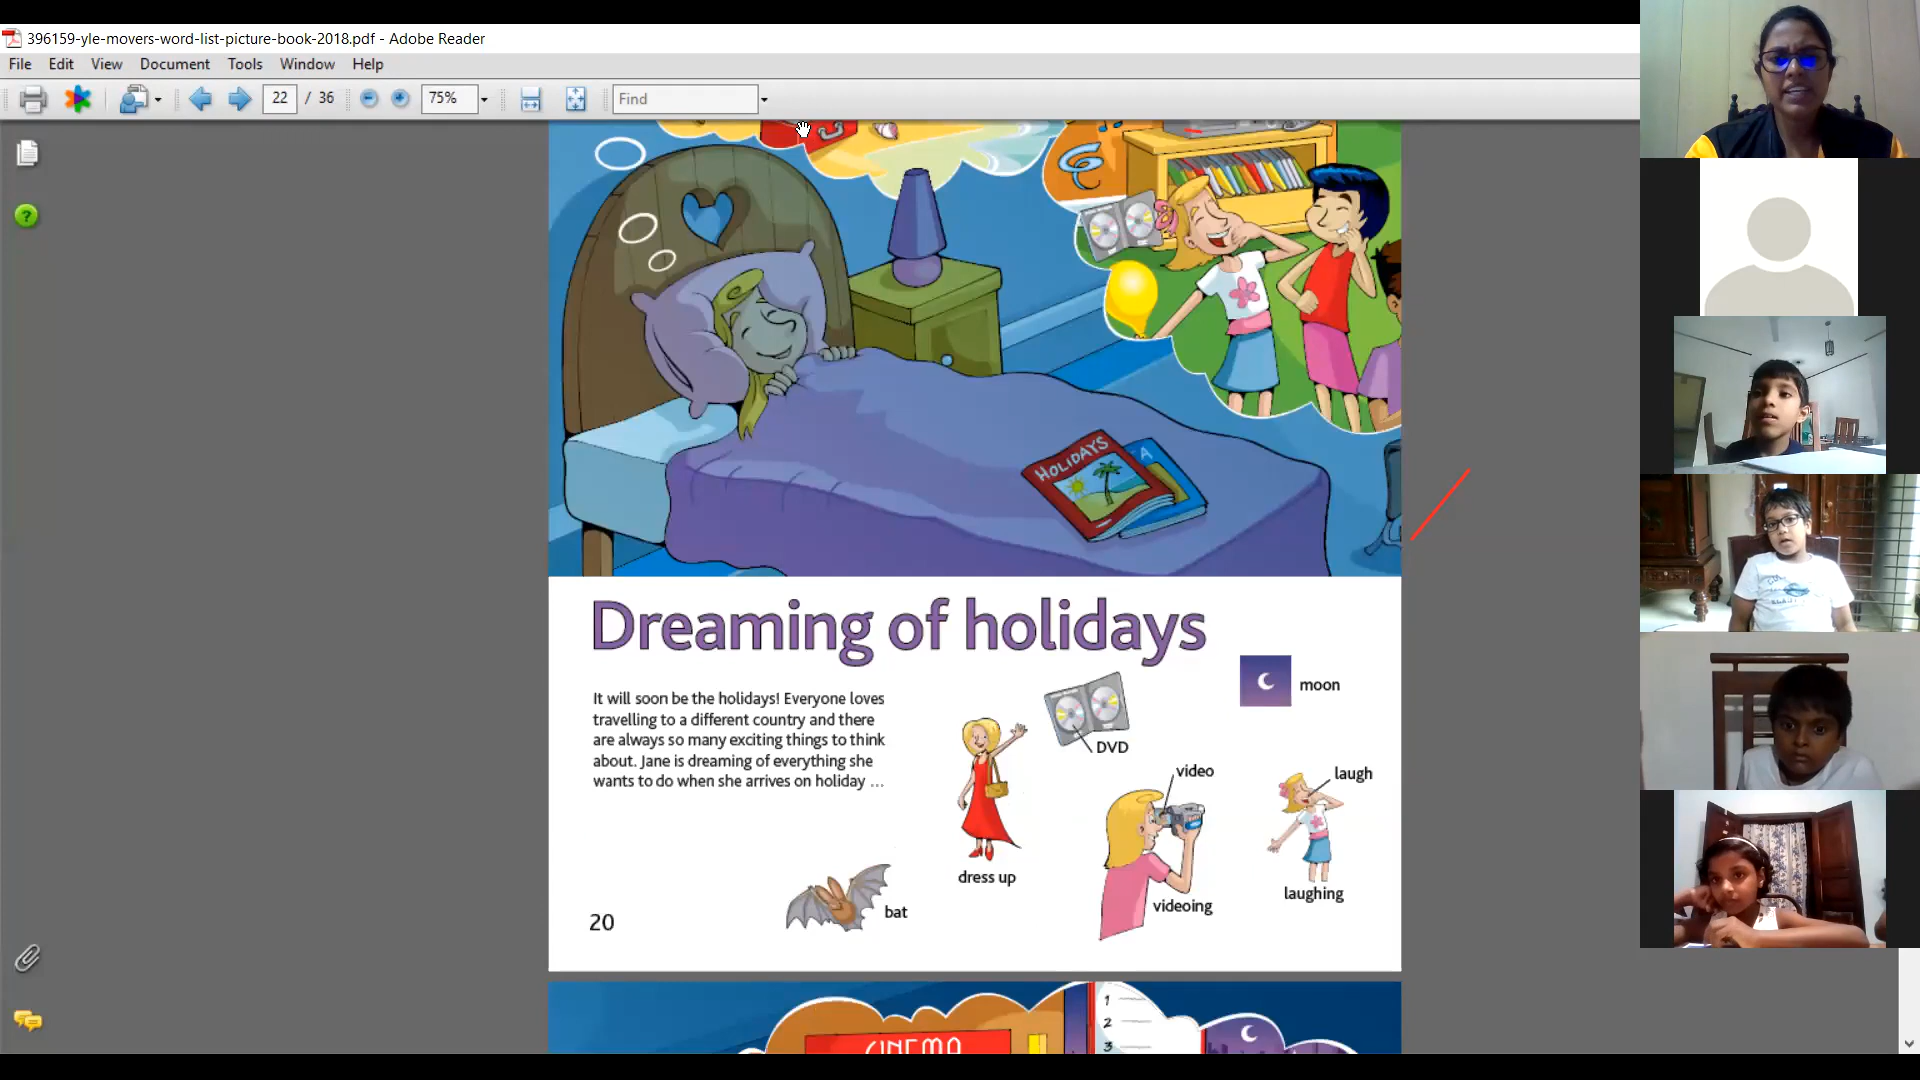 396159-yle-movers-word-list-picture-book-2018.pdf - Adobe Reader
File Edit View Document Tools Window Help
22 / 36 75% Find
HOLIDAYS
A
Dreaming of holidays
It will soon be the holidays! Everyone loves
travelling to a different country and there
are always so many exciting things to think
about. Jane is dreaming of everything she
wants to do when she arrives on holiday ...
moon
DVD
video
laugh
dress up
laughing
videoing
bat
20
CINEMA
1
2
3